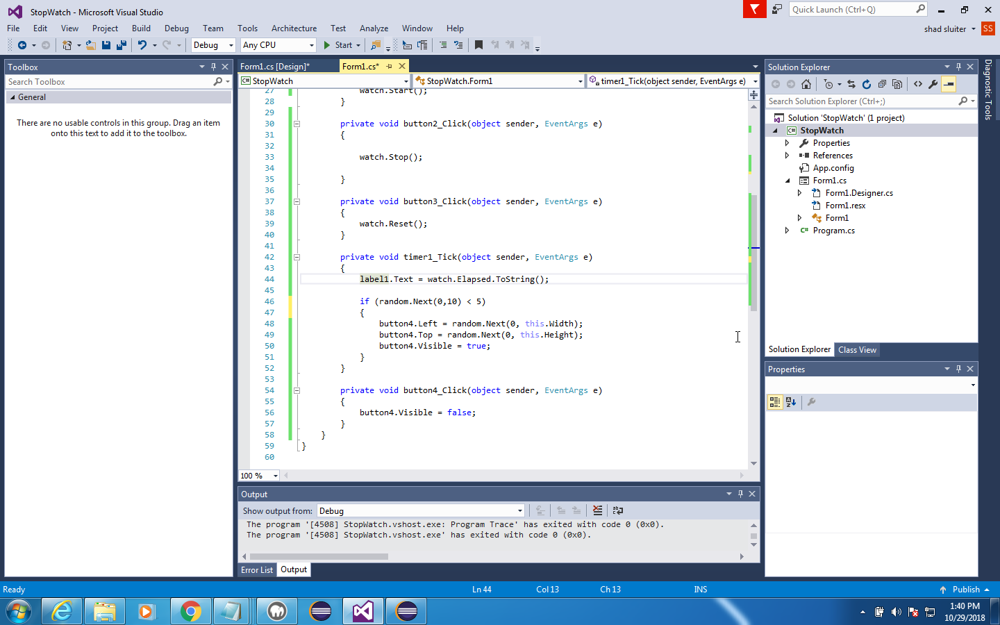 StopWatch - Microsoft Visual Studio
Quick Launch (Ctrl+Q)
File Edit View Project Build Debug Team Tools Architecture Test Analyze Window Help
shad sluiter SS
Debug Any CPU Start
Toolbox
Search Toolbox
General
There are no usable controls in this group. Drag an item
onto this text to add it to the toolbox.
Form1.cs [Design]* Form1.cs*
C# StopWatch StopWatch.Form1 timer1_Tick(object sender, EventArgs e)
27 watch.Start();
28 }
29
30 private void button2_Click(object sender, EventArgs e)
31 {
32
33 watch.Stop();
34
35 }
36
37 private void button3_Click(object sender, EventArgs e)
38 {
39 watch.Reset();
40 }
41
42 private void timer1_Tick(object sender, EventArgs e)
43 {
44 label1.Text = watch.Elapsed.ToString();
45
46 if (random.Next(0,10) < 5)
47 {
48 button4.Left = random.Next(0, this.Width);
49 button4.Top = random.Next(0, this.Height);
50 button4.Visible = true;
51 }
52 }
53
54 private void button4_Click(object sender, EventArgs e)
55 {
56 button4.Visible = false;
57 }
58 }
59 }
60
100 %
Output
Show output from: Debug
The program '[4508] StopWatch.vshost.exe: Program Trace' has exited with code 0 (0x0).
The program '[4508] StopWatch.vshost.exe' has exited with code 0 (0x0).
Error List Output
Solution Explorer
Search Solution Explorer (Ctrl+;)
Solution 'StopWatch' (1 project)
C# StopWatch
Properties
References
App.config
Form1.cs
Form1.Designer.cs
Form1.resx
Form1
C# Program.cs
Solution Explorer Class View
Properties
Diagnostic Tools
Ready Ln 44 Col 13 Ch 13 INS Publish
1:40 PM
10/29/2018